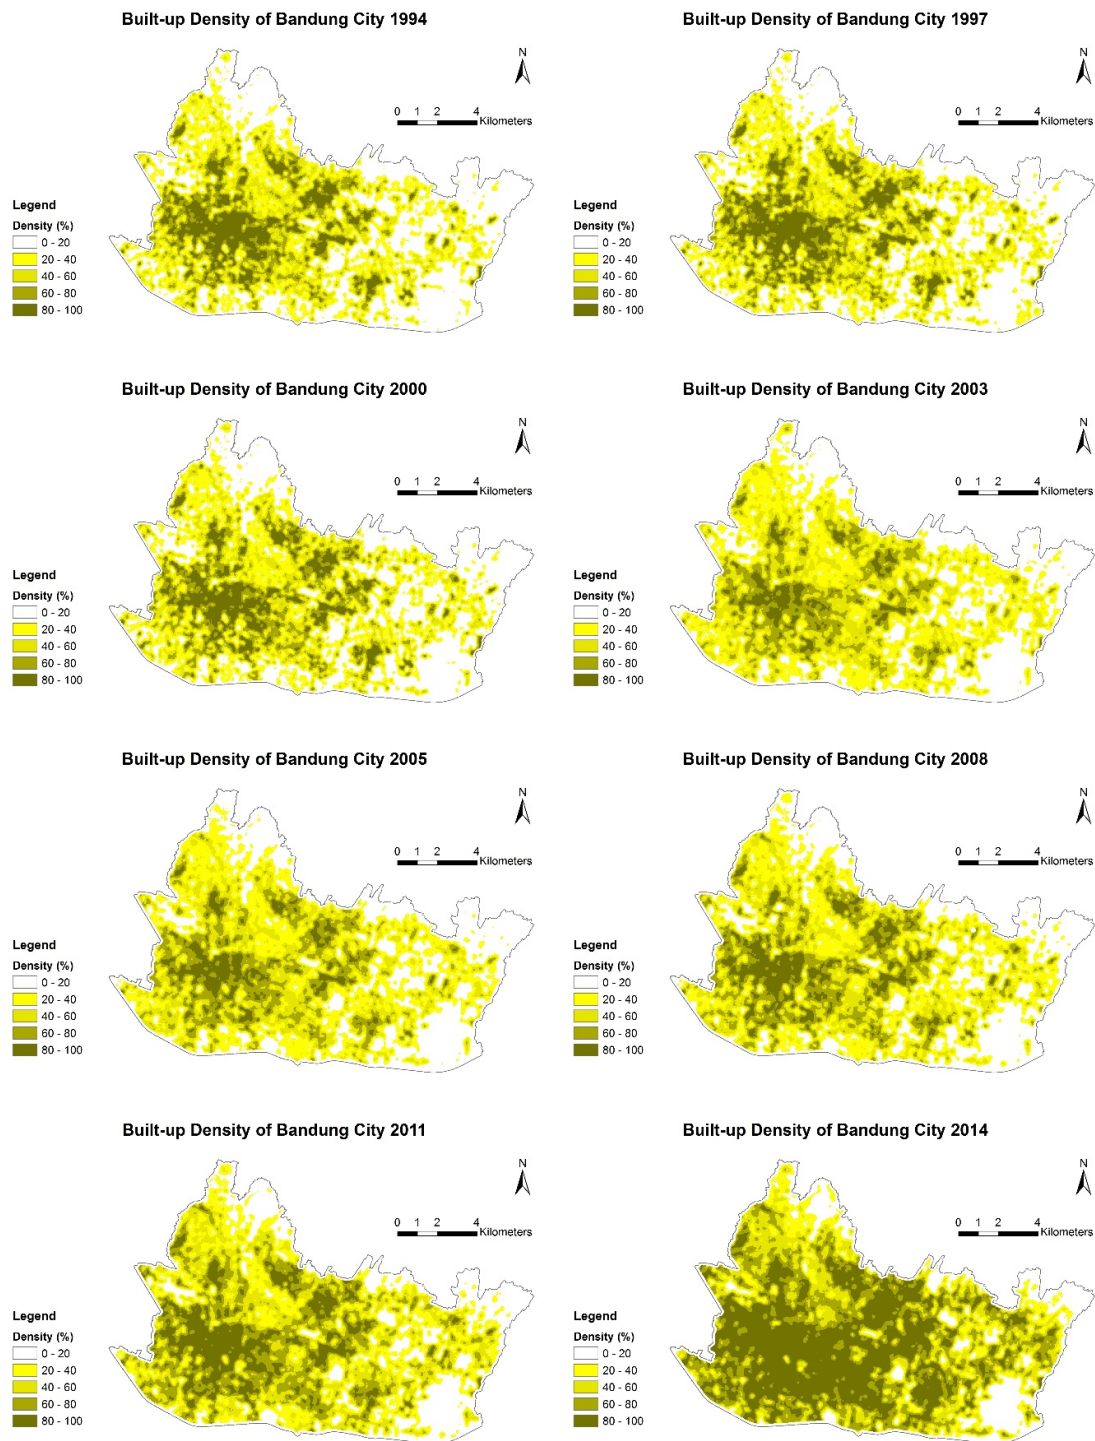 Built-up Density of Bandung City 1994
N
0 1 2 4
Kilometers
Legend
Density (%)
0 - 20
20 - 40
40 - 60
60 - 80
80 - 100
Built-up Density of Bandung City 1997
N
0 1 2 4
Kilometers
Legend
Density (%)
0 - 20
20 - 40
40 - 60
60 - 80
80 - 100
Built-up Density of Bandung City 2000
N
0 1 2 4
Kilometers
Legend
Density (%)
0 - 20
20 - 40
40 - 60
60 - 80
80 - 100
Built-up Density of Bandung City 2003
N
0 1 2 4
Kilometers
Legend
Density (%)
0 - 20
20 - 40
40 - 60
60 - 80
80 - 100
Built-up Density of Bandung City 2005
N
0 1 2 4
Kilometers
Legend
Density (%)
0 - 20
20 - 40
40 - 60
60 - 80
80 - 100
Built-up Density of Bandung City 2008
N
0 1 2 4
Kilometers
Legend
Density (%)
0 - 20
20 - 40
40 - 60
60 - 80
80 - 100
Built-up Density of Bandung City 2011
N
0 1 2 4
Kilometers
Legend
Density (%)
0 - 20
20 - 40
40 - 60
60 - 80
80 - 100
Built-up Density of Bandung City 2014
N
0 1 2 4
Kilometers
Legend
Density (%)
0 - 20
20 - 40
40 - 60
60 - 80
80 - 100